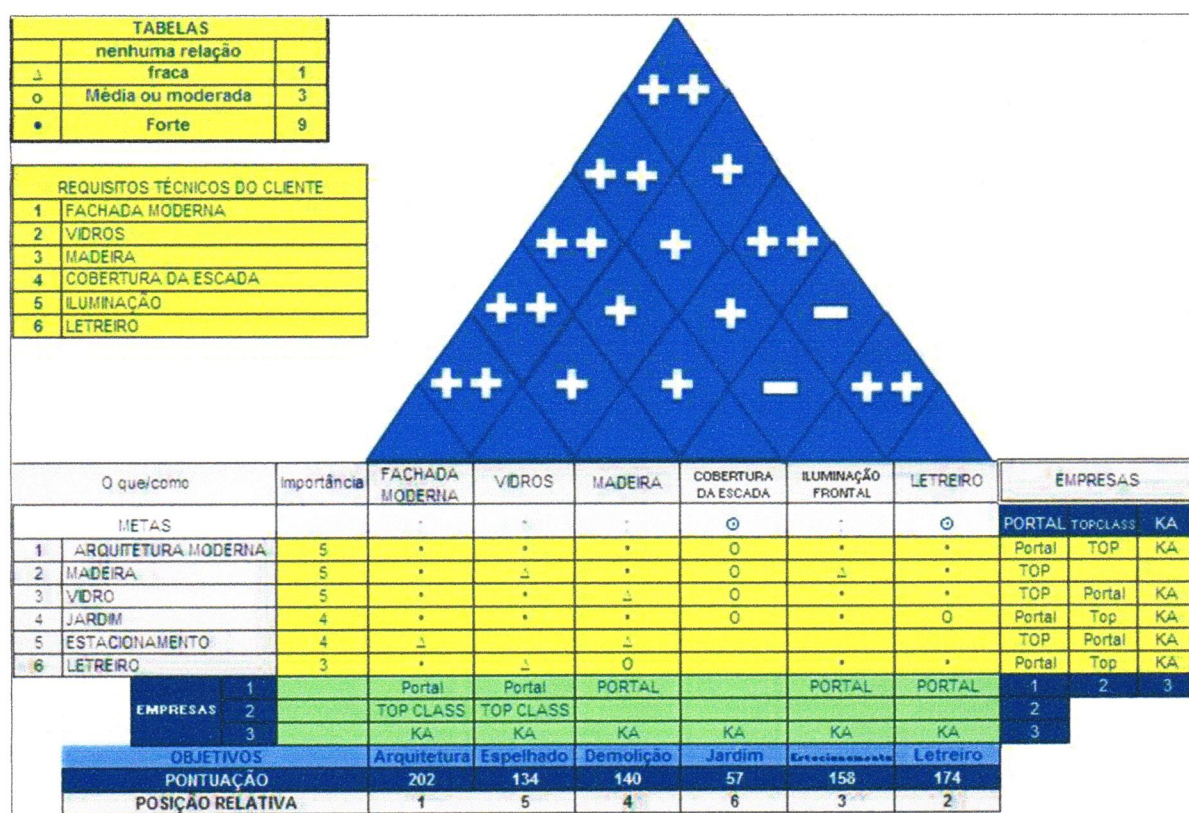 TABELAS
nenhuma relação
△ fraca 1
o Média ou moderada 3
• Forte 9
REQUISITOS TÉCNICOS DO CLIENTE
1 FACHADA MODERNA
2 VIDROS
3 MADEIRA
4 COBERTURA DA ESCADA
5 ILUMINAÇÃO
6 LETREIRO
++
++ +
++ + ++
++ + + −
++ + + − ++
O que/como Importância FACHADA MODERNA VIDROS MADEIRA COBERTURA DA ESCADA ILUMINAÇÃO FRONTAL LETREIRO EMPRESAS
METAS ⊙ ⊙ PORTAL TOPCLASS KA
1 ARQUITETURA MODERNA 5 • • • O • • Portal TOP KA
2 MADEIRA 5 • △ • O △ • TOP
3 VIDRO 5 • • △ O • • TOP Portal KA
4 JARDIM 4 • • • O • O Portal Top KA
5 ESTACIONAMENTO 4 △ △ TOP Portal KA
6 LETREIRO 3 • △ O • • Portal Top KA
EMPRESAS
1 Portal Portal PORTAL PORTAL PORTAL 1 2 3
2 TOP CLASS TOP CLASS 2
3 KA KA KA KA KA KA 3
OBJETIVOS Arquitetura Espelhado Demolição Jardim Estacionamento Letreiro
PONTUAÇÃO 202 134 140 57 158 174
POSIÇÃO RELATIVA 1 5 4 6 3 2